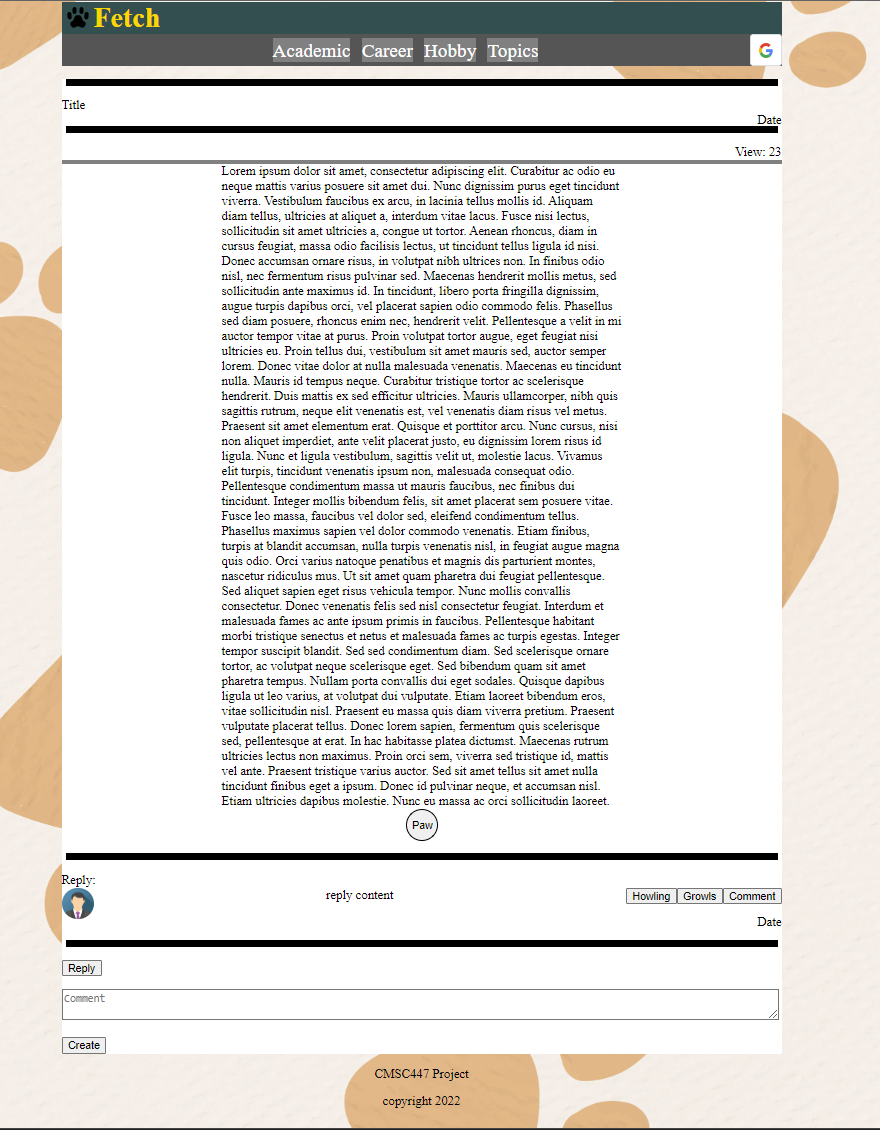 Fetch
Academic Career Hobby Topics
G
Title
Date
View: 23
Lorem ipsum dolor sit amet, consectetur adipiscing elit. Curabitur ac odio eu
neque mattis varius posuere sit amet dui. Nunc dignissim purus eget tincidunt
viverra. Vestibulum faucibus ex arcu, in lacinia tellus mollis id. Aliquam
diam tellus, ultricies at aliquet a, interdum vitae lacus. Fusce nisi lectus,
sollicitudin sit amet ultricies a, congue ut tortor. Aenean rhoncus, diam in
cursus feugiat, massa odio facilisis lectus, ut tincidunt tellus ligula id nisi.
Donec accumsan ornare risus, in volutpat nibh ultrices non. In finibus odio
nisl, nec fermentum risus pulvinar sed. Maecenas hendrerit mollis metus, sed
sollicitudin ante maximus id. In tincidunt, libero porta fringilla dignissim,
augue turpis dapibus orci, vel placerat sapien odio commodo felis. Phasellus
sed diam posuere, rhoncus enim nec, hendrerit velit. Pellentesque a velit in mi
auctor tempor vitae at purus. Proin volutpat tortor augue, eget feugiat nisi
ultricies eu. Proin tellus dui, vestibulum sit amet mauris sed, auctor semper
lorem. Donec vitae dolor at nulla malesuada venenatis. Maecenas eu tincidunt
nulla. Mauris id tempus neque. Curabitur tristique tortor ac scelerisque
hendrerit. Duis mattis ex sed efficitur ultricies. Mauris ullamcorper, nibh quis
sagittis rutrum, neque elit venenatis est, vel venenatis diam risus vel metus.
Praesent sit amet elementum erat. Quisque et porttitor arcu. Nunc cursus, nisi
non aliquet imperdiet, ante velit placerat justo, eu dignissim lorem risus id
ligula. Nunc et ligula vestibulum, sagittis velit ut, molestie lacus. Vivamus
elit turpis, tincidunt venenatis ipsum non, malesuada consequat odio.
Pellentesque condimentum massa ut mauris faucibus, nec finibus dui
tincidunt. Integer mollis bibendum felis, sit amet placerat sem posuere vitae.
Fusce leo massa, faucibus vel dolor sed, eleifend condimentum tellus.
Phasellus maximus sapien vel dolor commodo venenatis. Etiam finibus,
turpis at blandit accumsan, nulla turpis venenatis nisl, in feugiat augue magna
quis odio. Orci varius natoque penatibus et magnis dis parturient montes,
nascetur ridiculus mus. Ut sit amet quam pharetra dui feugiat pellentesque.
Sed aliquet sapien eget risus vehicula tempor. Nunc mollis convallis
consectetur. Donec venenatis felis sed nisl consectetur feugiat. Interdum et
malesuada fames ac ante ipsum primis in faucibus. Pellentesque habitant
morbi tristique senectus et netus et malesuada fames ac turpis egestas. Integer
tempor suscipit blandit. Sed sed condimentum diam. Sed scelerisque ornare
tortor, ac volutpat neque scelerisque eget. Sed bibendum quam sit amet
pharetra tempus. Nullam porta convallis dui eget sodales. Quisque dapibus
ligula ut leo varius, at volutpat dui vulputate. Etiam laoreet bibendum eros,
vitae sollicitudin nisl. Praesent eu massa quis diam viverra pretium. Praesent
vulputate placerat tellus. Donec lorem sapien, fermentum quis scelerisque
sed, pellentesque at erat. In hac habitasse platea dictumst. Maecenas rutrum
ultricies lectus non maximus. Proin orci sem, viverra sed tristique id, mattis
vel ante. Praesent tristique varius auctor. Sed sit amet tellus sit amet nulla
tincidunt finibus eget a ipsum. Donec id pulvinar neque, et accumsan nisl.
Etiam ultricies dapibus molestie. Nunc eu massa ac orci sollicitudin laoreet.
Paw
Reply:
reply content Howling Growls Comment
Date
Reply
Comment
Create
CMSC447 Project
copyright 2022